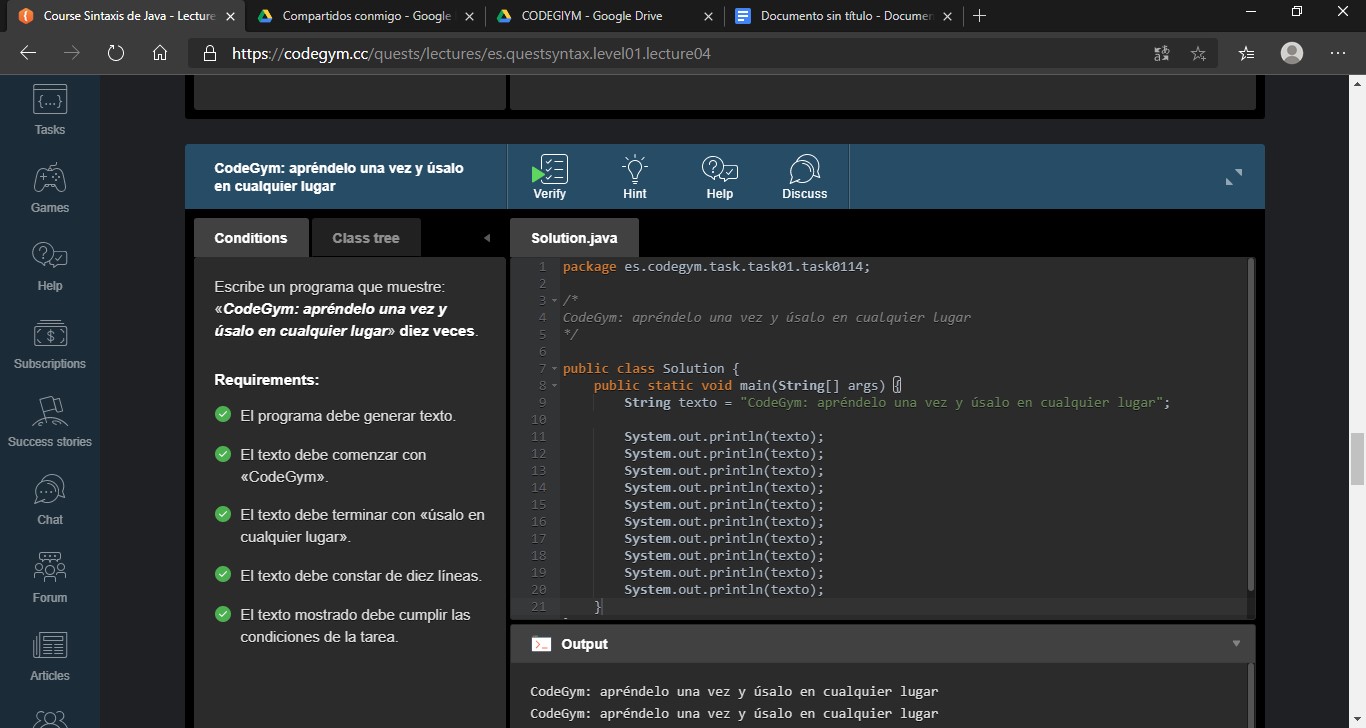 Course Sintaxis de Java - Lecture
Compartidos conmigo - Google
CODEGIYM - Google Drive
Documento sin título - Documen
https://codegym.cc/quests/lectures/es.questsyntax.level01.lecture04
{...}
Tasks
Games
Help
Subscriptions
Success stories
Chat
Forum
Articles
CodeGym: apréndelo una vez y úsalo
en cualquier lugar
Verify
Hint
Help
Discuss
Conditions
Class tree
Escribe un programa que muestre:
«CodeGym: apréndelo una vez y
úsalo en cualquier lugar» diez veces.
Requirements:
El programa debe generar texto.
El texto debe comenzar con
«CodeGym».
El texto debe terminar con «úsalo en
cualquier lugar».
El texto debe constar de diez líneas.
El texto mostrado debe cumplir las
condiciones de la tarea.
Solution.java
1 package es.codegym.task.task01.task0114;
2
3 /*
4 CodeGym: apréndelo una vez y úsalo en cualquier lugar
5 */
6
7 public class Solution {
8 public static void main(String[] args) {
9 String texto = "CodeGym: apréndelo una vez y úsalo en cualquier lugar";
10
11 System.out.println(texto);
12 System.out.println(texto);
13 System.out.println(texto);
14 System.out.println(texto);
15 System.out.println(texto);
16 System.out.println(texto);
17 System.out.println(texto);
18 System.out.println(texto);
19 System.out.println(texto);
20 System.out.println(texto);
21 }
Output
CodeGym: apréndelo una vez y úsalo en cualquier lugar
CodeGym: apréndelo una vez y úsalo en cualquier lugar